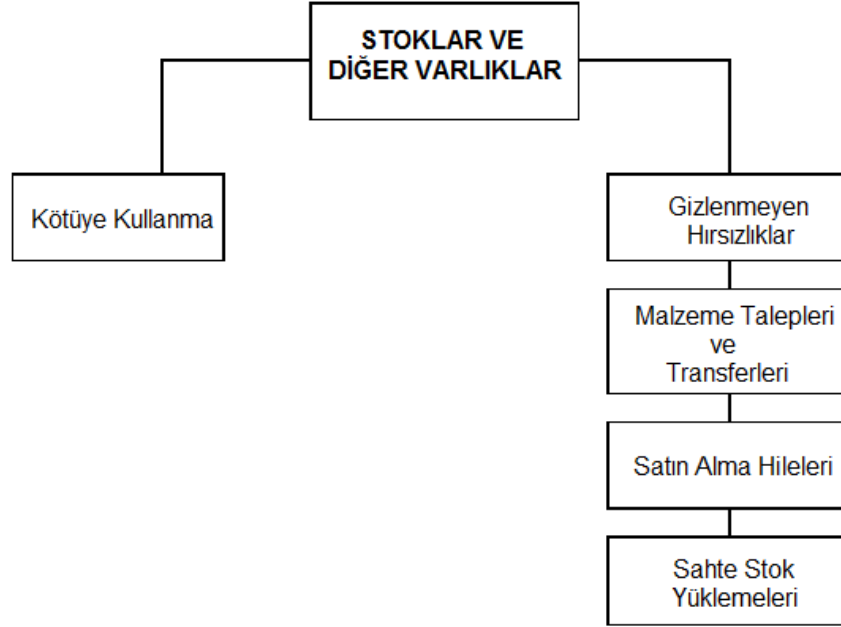 STOKLAR VE
DİĞER VARLIKLAR
Kötüye Kullanma
Gizlenmeyen
Hırsızlıklar
Malzeme Talepleri
ve
Transferleri
Satın Alma Hileleri
Sahte Stok
Yüklemeleri